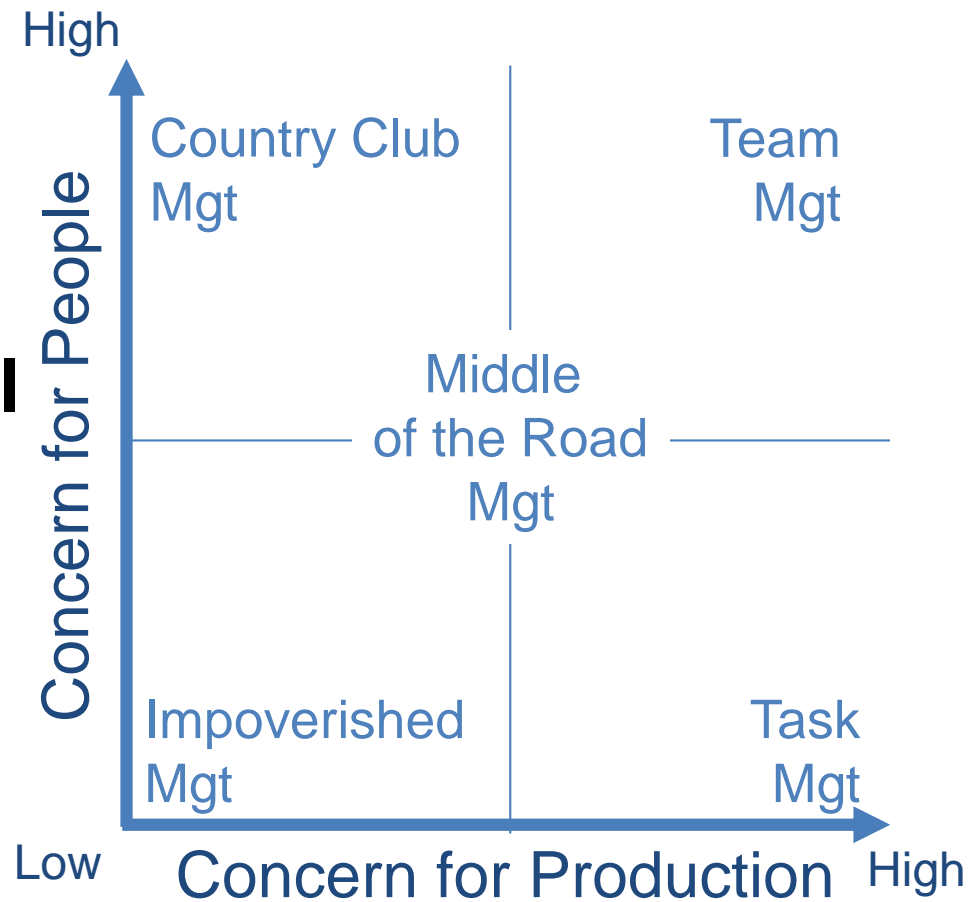 High
Country Club
Mgt
Team
Mgt
Concern for People
Middle
of the Road
Mgt
Impoverished
Mgt
Task
Mgt
Low
Concern for Production
High